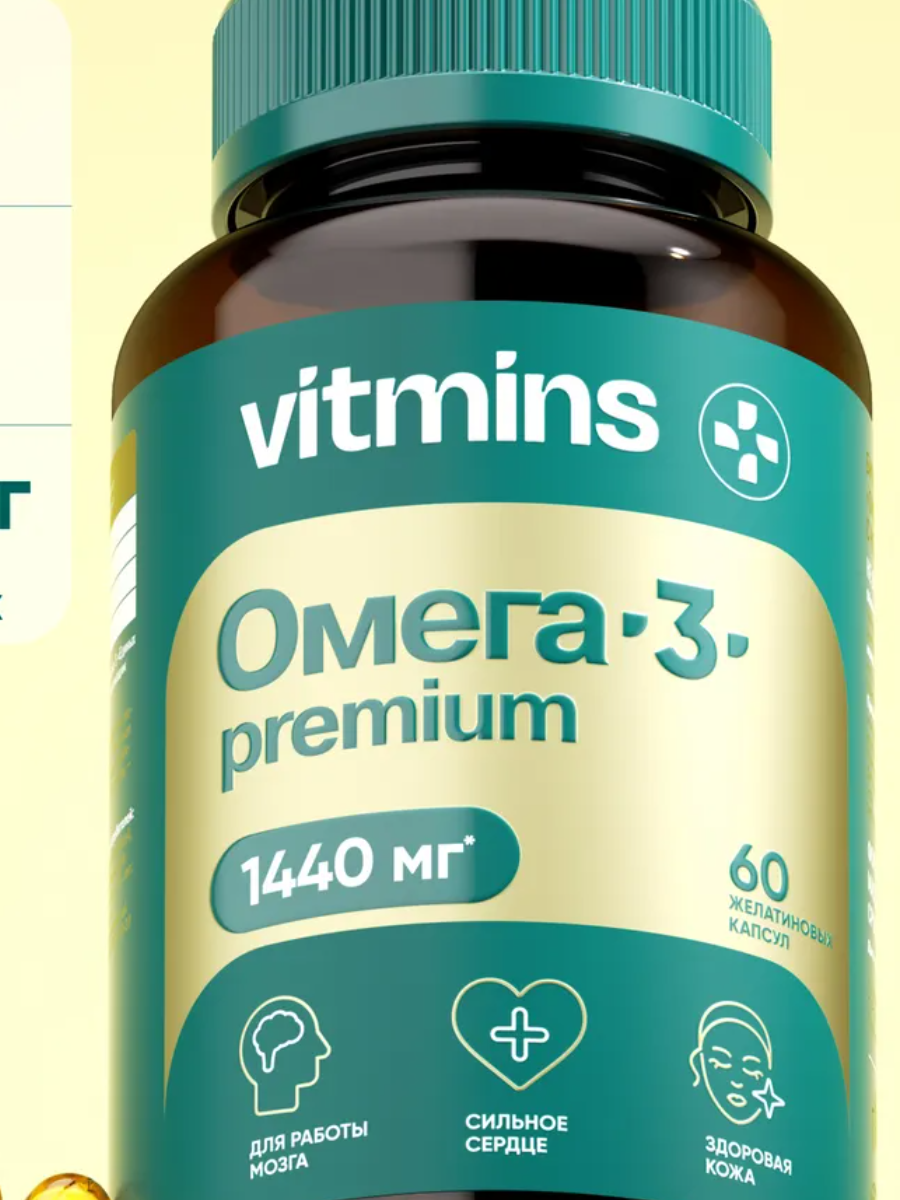 vitmins
Омега·3·
premium
1440 мг*
60
ЖЕЛАТИНОВЫХ
КАПСУЛ
ДЛЯ РАБОТЫ
МОЗГА
СИЛЬНОЕ
СЕРДЦЕ
ЗДОРОВАЯ
КОЖА